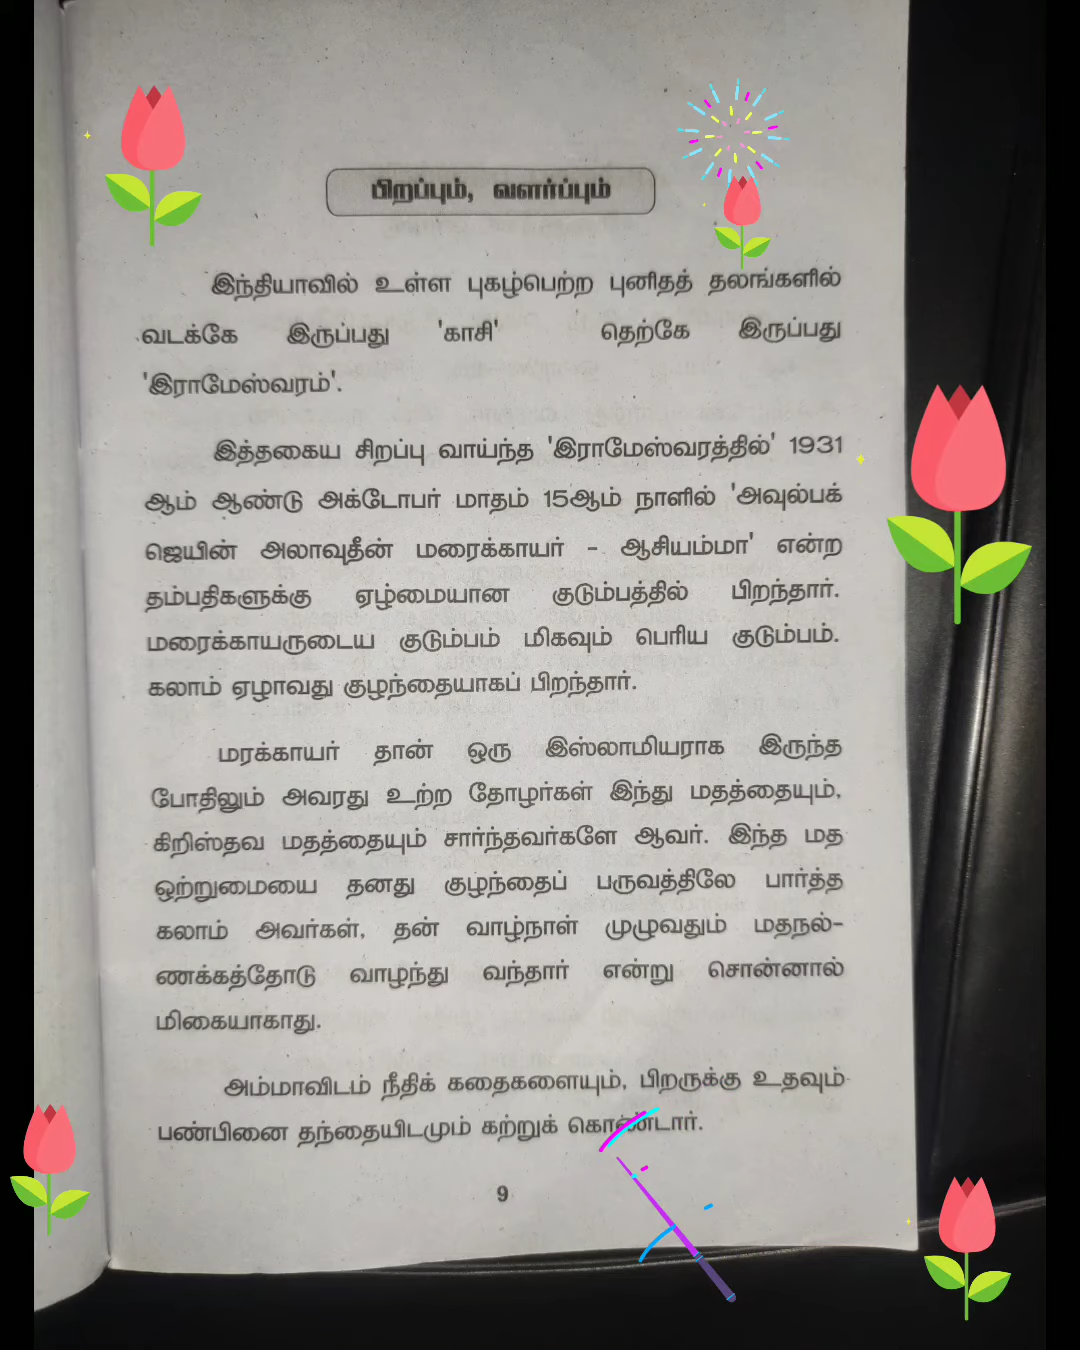 பிறப்பும், வளர்ப்பும்
இந்தியாவில் உள்ள புகழ்பெற்ற புனிதத் தலங்களில்
வடக்கே இருப்பது 'காசி' தெற்கே இருப்பது
'இராமேஸ்வரம்'.
இத்தகைய சிறப்பு வாய்ந்த 'இராமேஸ்வரத்தில்' 1931
ஆம் ஆண்டு அக்டோபர் மாதம் 15ஆம் நாளில் 'அவுல்பக்
ஜெயின் அலாவுதீன் மரைக்காயர் - ஆசியம்மா' என்ற
தம்பதிகளுக்கு ஏழ்மையான குடும்பத்தில் பிறந்தார்.
மரைக்காயருடைய குடும்பம் மிகவும் பெரிய குடும்பம்.
கலாம் ஏழாவது குழந்தையாகப் பிறந்தார்.
மரக்காயர் தான் ஒரு இஸ்லாமியராக இருந்த
போதிலும் அவரது உற்ற தோழர்கள் இந்து மதத்தையும்,
கிறிஸ்தவ மதத்தையும் சார்ந்தவர்களே ஆவர். இந்த மத
ஒற்றுமையை தனது குழந்தைப் பருவத்திலே பார்த்த
கலாம் அவர்கள், தன் வாழ்நாள் முழுவதும் மதநல்-
ணக்கத்தோடு வாழந்து வந்தார் என்று சொன்னால்
மிகையாகாது.
அம்மாவிடம் நீதிக் கதைகளையும், பிறருக்கு உதவும்
பண்பினை தந்தையிடமும் கற்றுக் கொண்டார்.
9